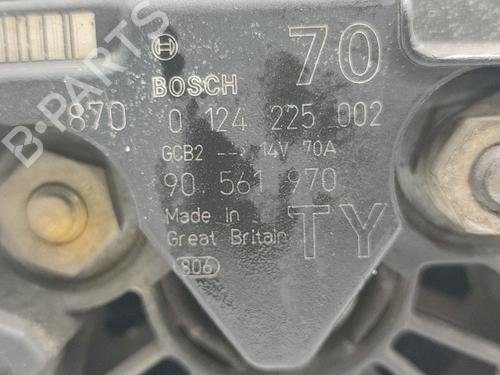 BOSCH 70
870 0 124 225 002
GCB2 --> 14V 70A
90 561 970
Made in
Great Britain TY
806
B-PARTS